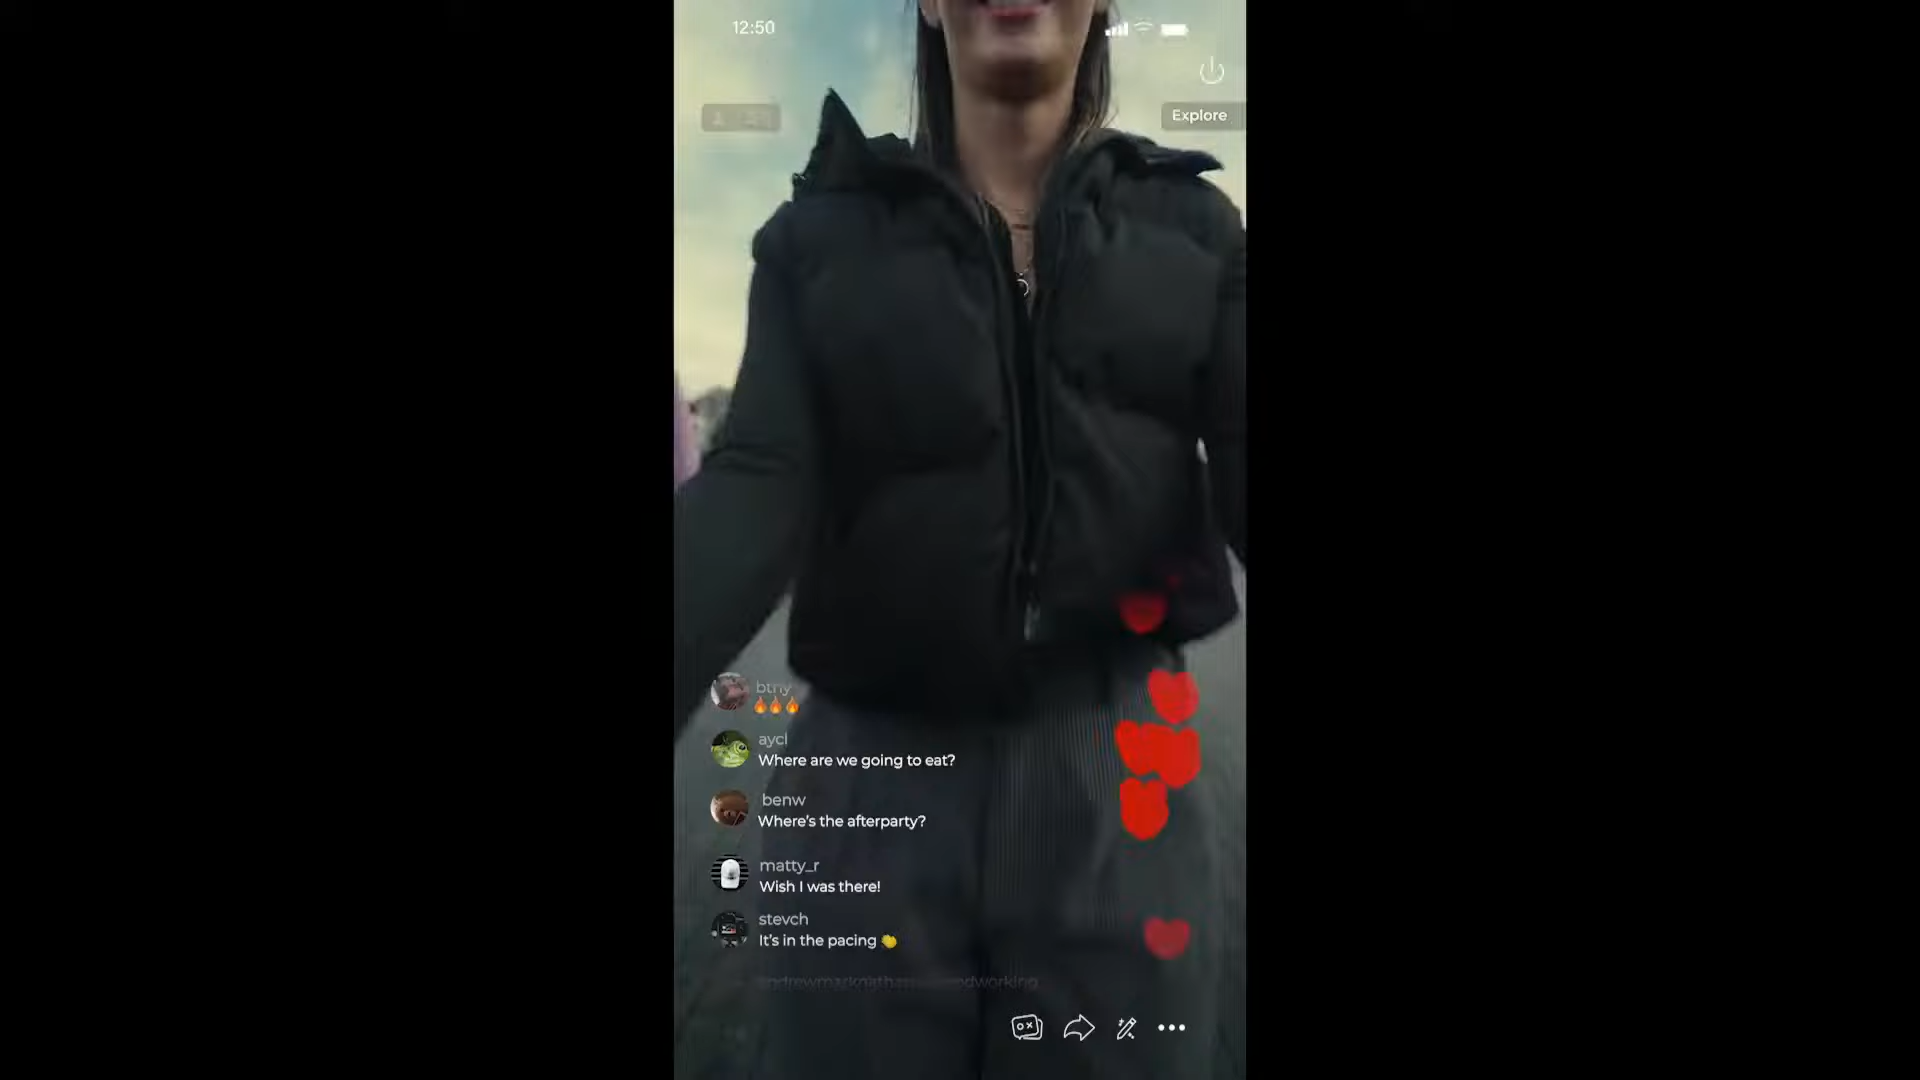 12:50
Explore
btny
🔥🔥🔥
aycl
Where are we going to eat?
benw
Where's the afterparty?
matty_r
Wish I was there!
stevch
It's in the pacing 👏